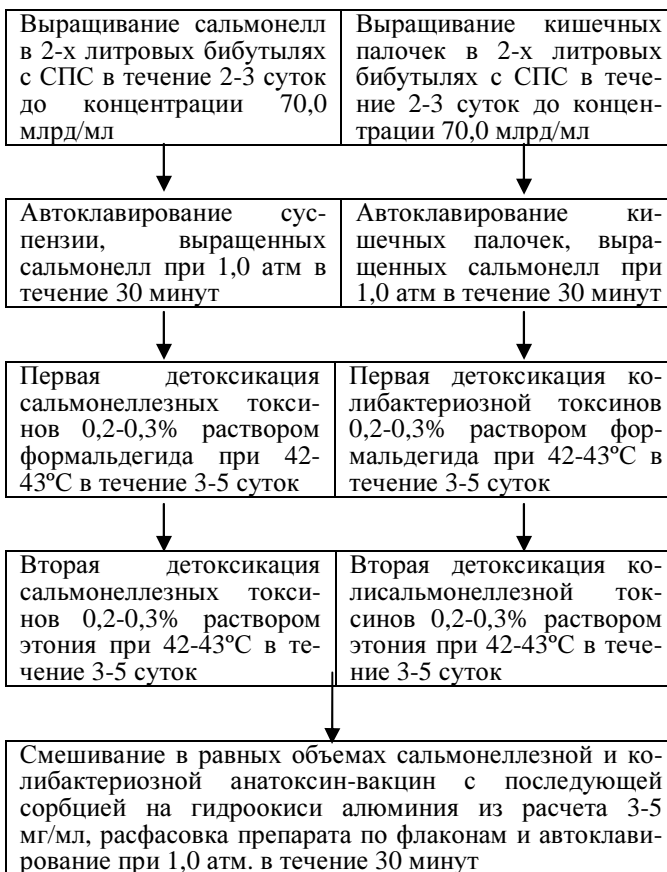 Выращивание сальмонелл
в 2-х литровых бибутылях
с СПС в течение 2-3 суток
до концентрации 70,0
млрд/мл
Выращивание кишечных
палочек в 2-х литровых
бибутылях с СПС в тече-
ние 2-3 суток до концен-
трации 70,0 млрд/мл
Автоклавирование сус-
пензии, выращенных
сальмонелл при 1,0 атм в
течение 30 минут
Автоклавирование ки-
шечных палочек, выра-
щенных сальмонелл при
1,0 атм в течение 30 минут
Первая детоксикация
сальмонеллезных токси-
нов 0,2-0,3% раствором
формальдегида при 42-
43ºС в течение 3-5 суток
Первая детоксикация ко-
либактериозной токсинов
0,2-0,3% раствором фор-
мальдегида при 42-43ºС в
течение 3-5 суток
Вторая детоксикация
сальмонеллезных токси-
нов 0,2-0,3% раствором
этония при 42-43ºС в те-
чение 3-5 суток
Вторая детоксикация ко-
лисальмонеллезной ток-
синов 0,2-0,3% раствором
этония при 42-43ºС в тече-
ние 3-5 суток
Смешивание в равных объемах сальмонеллезной и ко-
либактериозной анатоксин-вакцин с последующей
сорбцией на гидроокиси алюминия из расчета 3-5
мг/мл, расфасовка препарата по флаконам и автоклави-
рование при 1,0 атм. в течение 30 минут